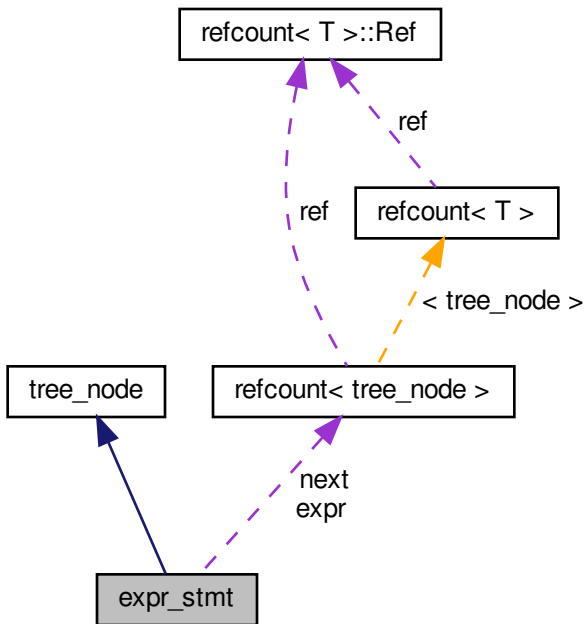 refcount< T >::Ref
ref
refcount< T >
ref
< tree_node >
tree_node
refcount< tree_node >
next
expr
expr_stmt